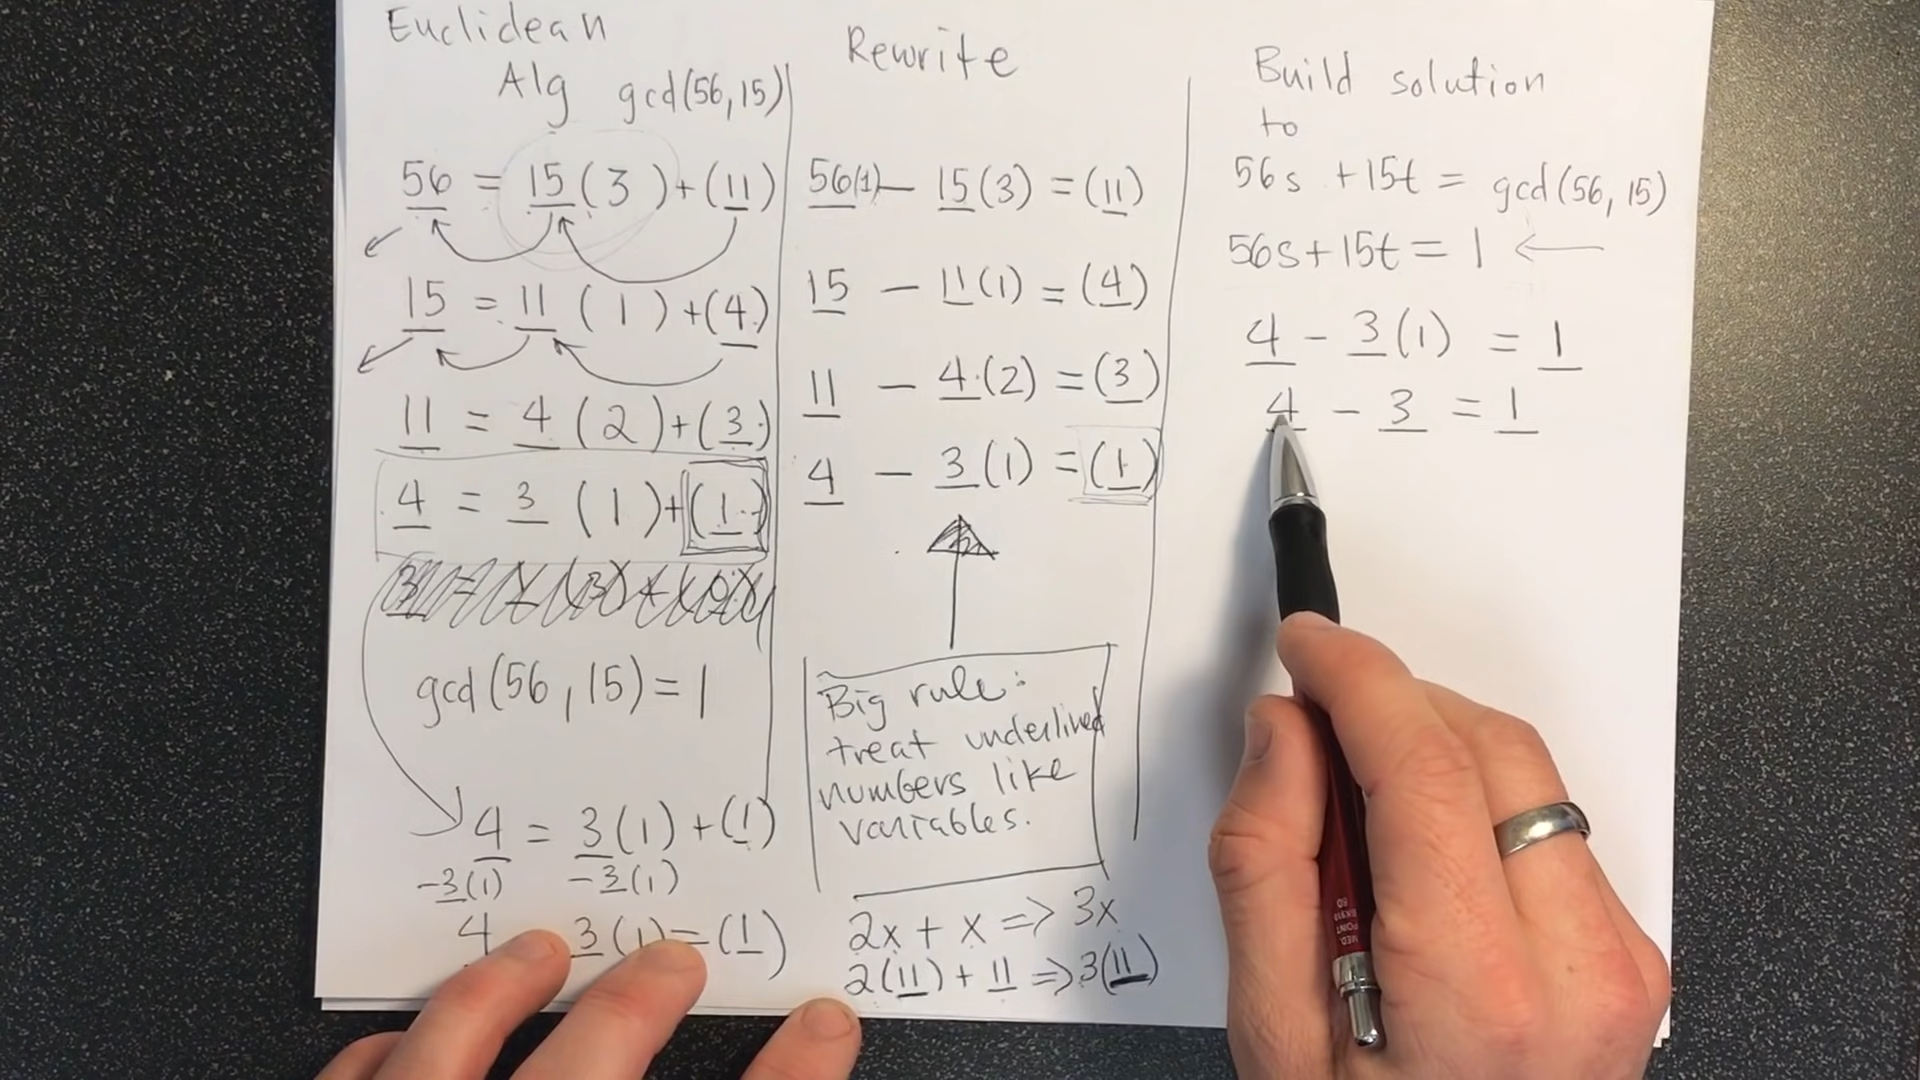 Euclidean
Alg gcd(56,15)
56 = 15(3)+(11)
15 = 11(1)+(4)
11 = 4(2)+(3)
4 = 3(1)+(1)
gcd(56,15)=1
4 = 3(1)+(1)
-3(1) -3(1)
4 3(1)=(1)
Rewrite
56(1)- 15(3)=(11)
15 - 11(1)=(4)
11 - 4·(2)=(3)
4 - 3(1)=(1)
Big rule:
treat underlined
numbers like
variables.
2x + x => 3x
2(11) + 11 => 3(11)
Build solution
to
56s +15t = gcd(56,15)
56s+15t = 1 ←
4 - 3(1) = 1
4 - 3 = 1
MED.
POINT